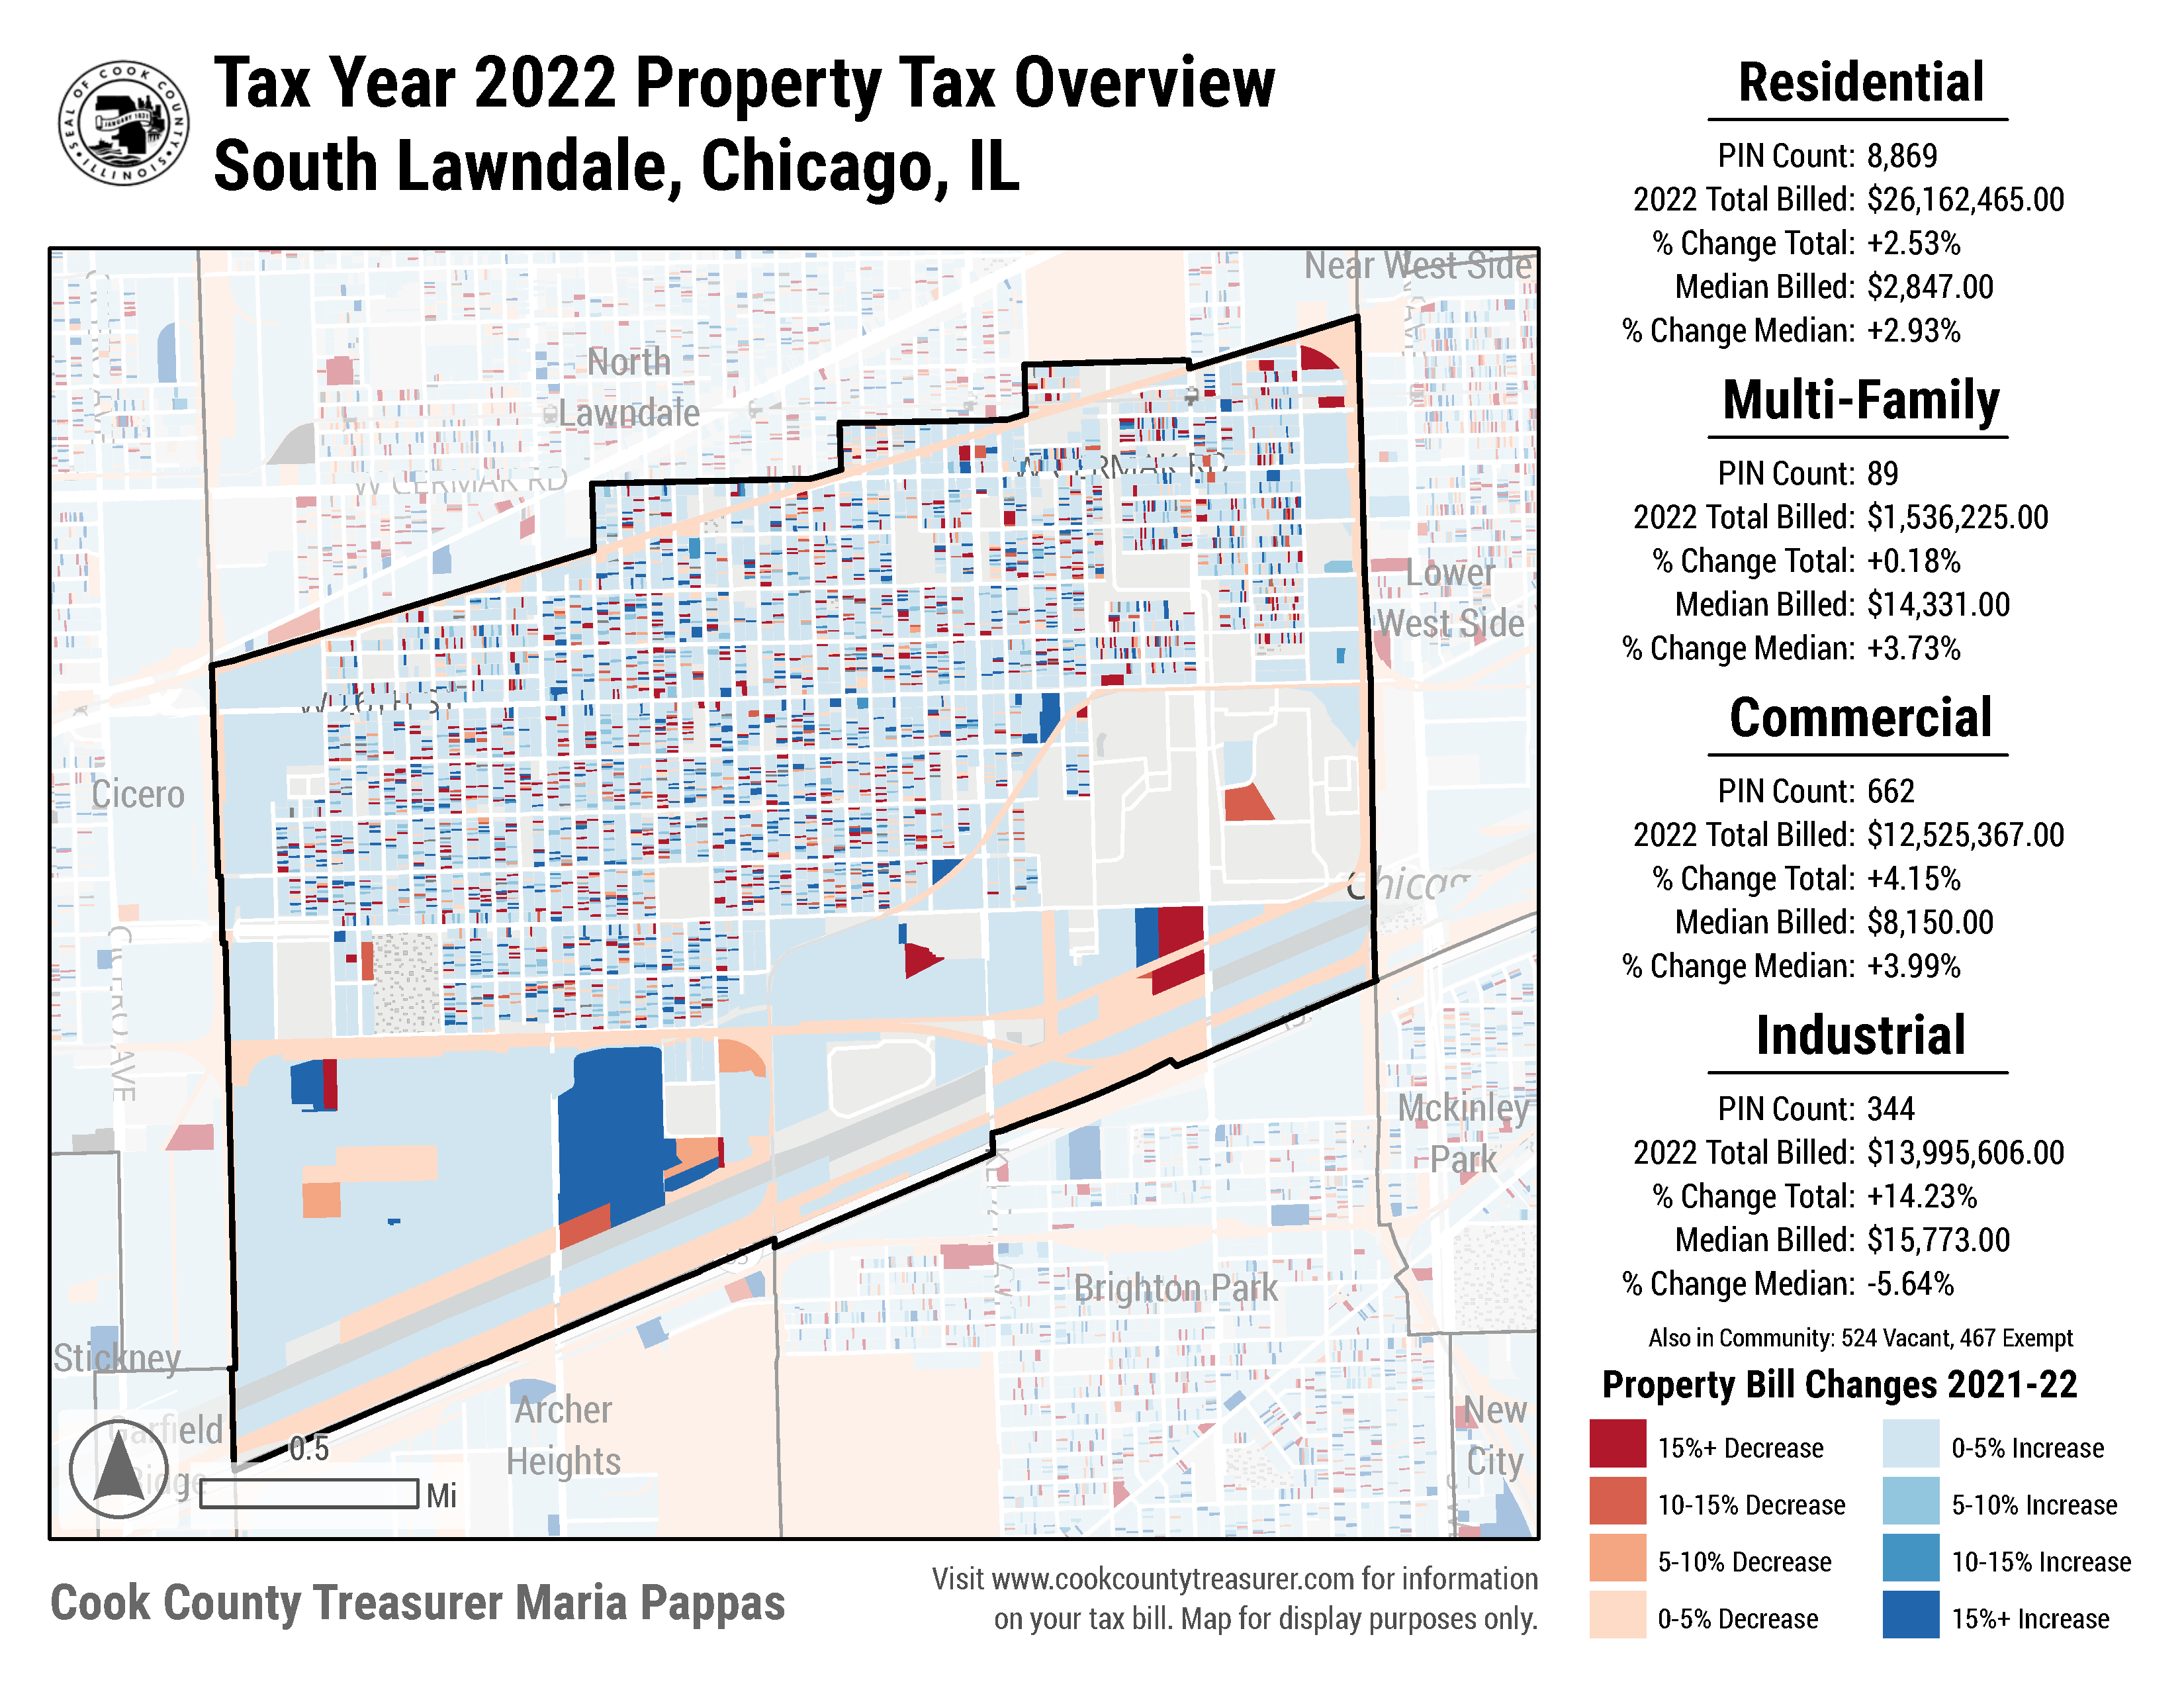 SEAL OF COOK COUNTY
JANUARY 1831
ILLINOIS
Tax Year 2022 Property Tax Overview
South Lawndale, Chicago, IL
Near West Side
North
Lawndale
W CERMAK RD
W CERMAK RD
Lower
West Side
W 26TH ST
Cicero
CICERO AVE
Mckinley
Park
Brighton Park
Stickney
Garfield
Ridge
Archer
Heights
New
City
0.5
Mi
Cook County Treasurer Maria Pappas
Visit www.cookcountytreasurer.com for information
on your tax bill. Map for display purposes only.
Residential
PIN Count: 8,869
2022 Total Billed: $26,162,465.00
% Change Total: +2.53%
Median Billed: $2,847.00
% Change Median: +2.93%
Multi-Family
PIN Count: 89
2022 Total Billed: $1,536,225.00
% Change Total: +0.18%
Median Billed: $14,331.00
% Change Median: +3.73%
Commercial
PIN Count: 662
2022 Total Billed: $12,525,367.00
% Change Total: +4.15%
Median Billed: $8,150.00
% Change Median: +3.99%
Industrial
PIN Count: 344
2022 Total Billed: $13,995,606.00
% Change Total: +14.23%
Median Billed: $15,773.00
% Change Median: -5.64%
Also in Community: 524 Vacant, 467 Exempt
Property Bill Changes 2021-22
15%+ Decrease
10-15% Decrease
5-10% Decrease
0-5% Decrease
0-5% Increase
5-10% Increase
10-15% Increase
15%+ Increase